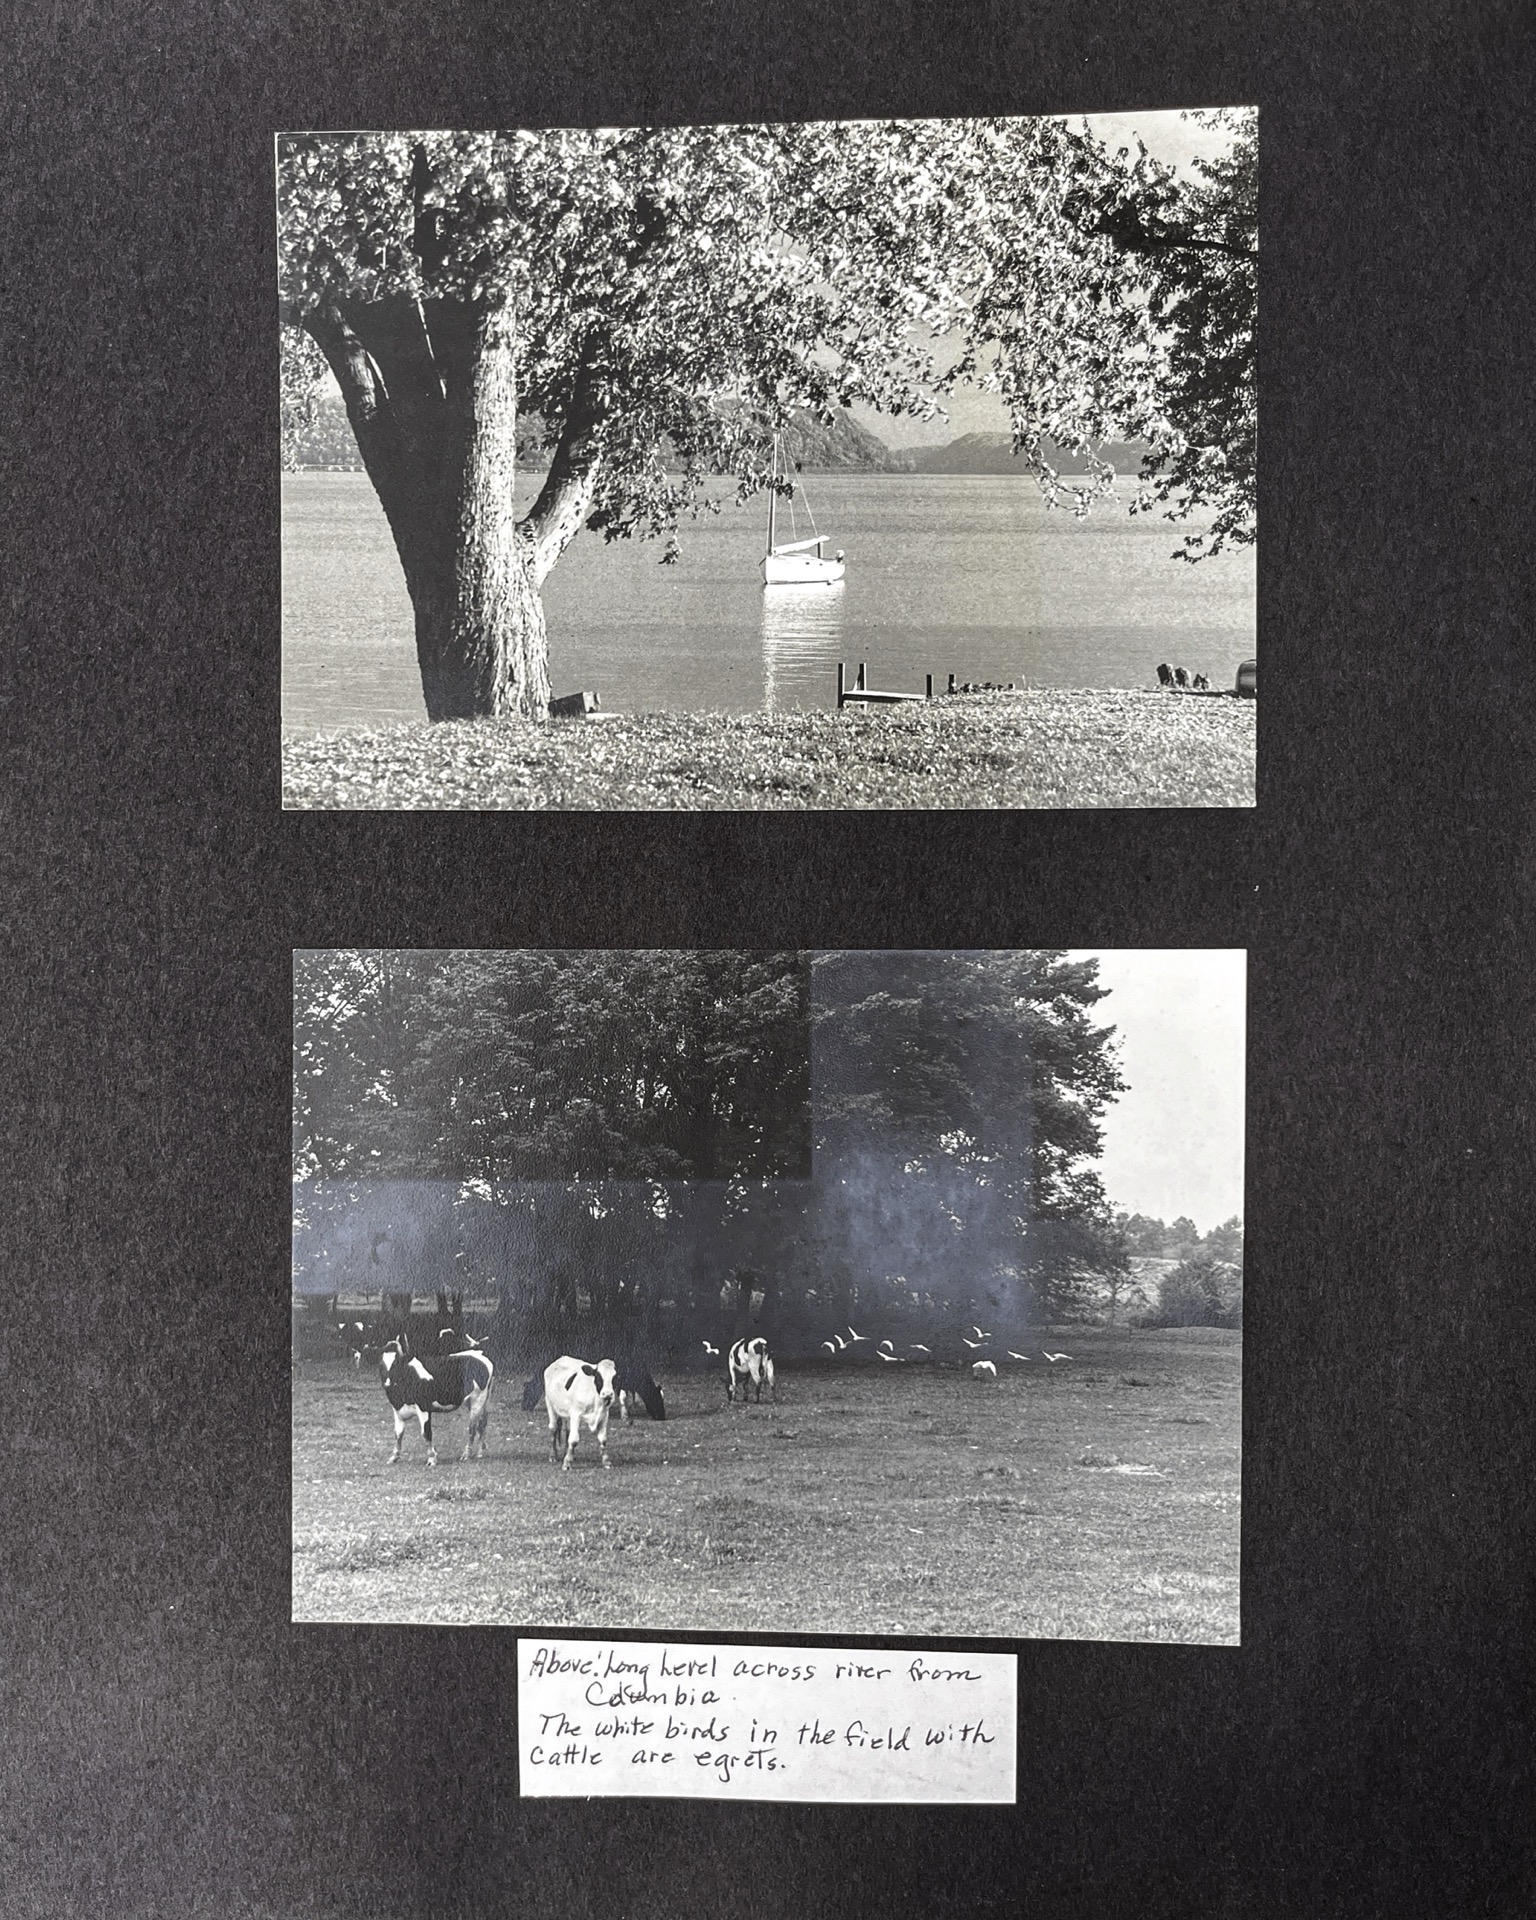 Above: Long Level across river from
Columbia.
The white birds in the field with
Cattle are egrets.